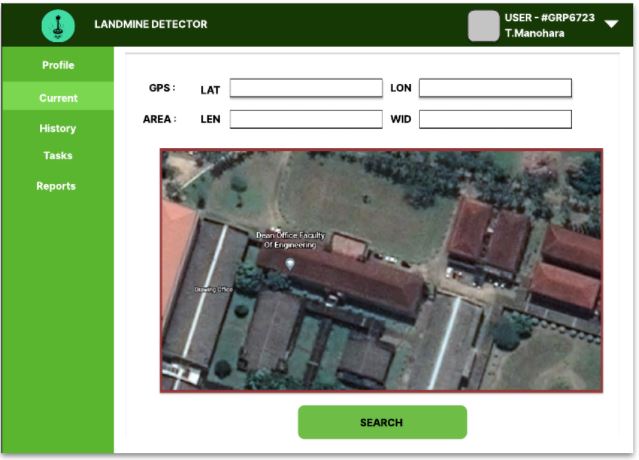 LANDMINE DETECTOR
USER - #GRP6723
T.Manohara
Profile
Current
History
Tasks
Reports
GPS : LAT LON
AREA : LEN WID
Dean Office Faculty
Of Engineering
Drawing Office
SEARCH